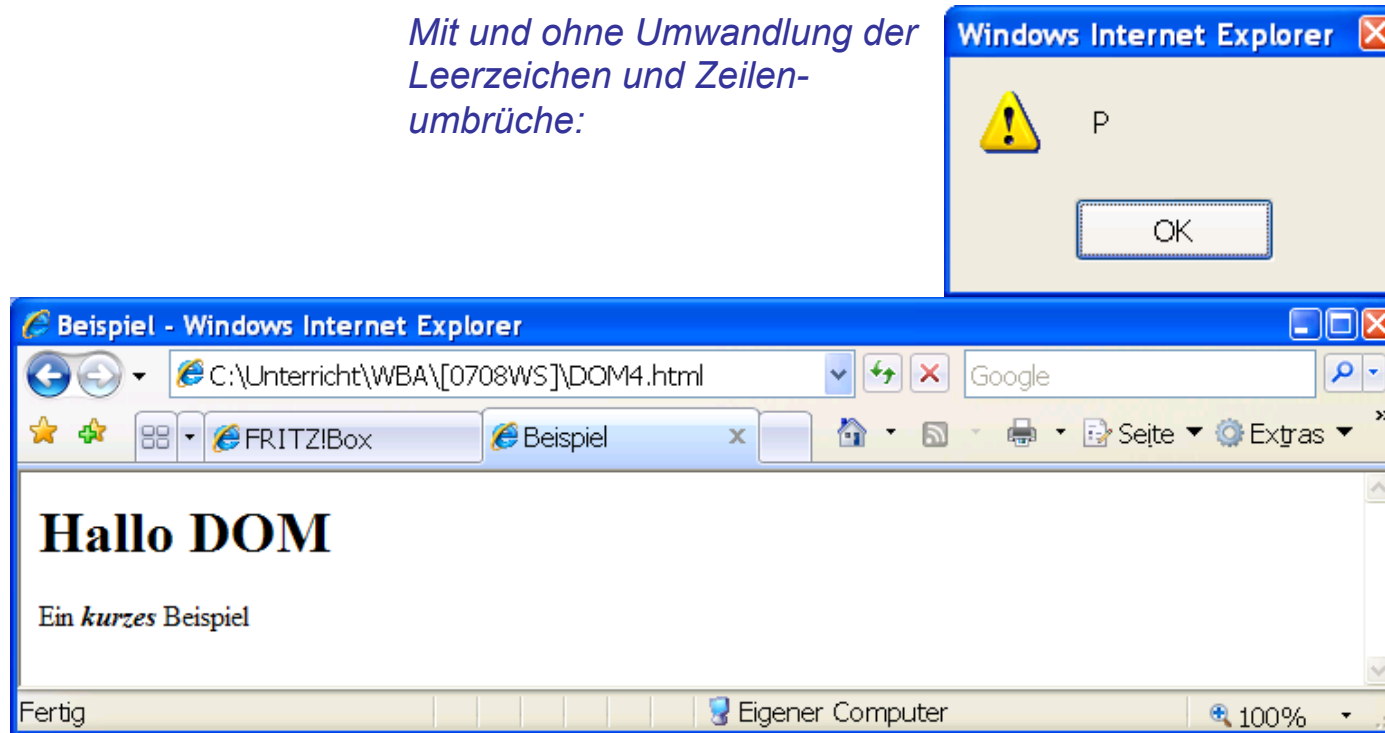 Mit und ohne Umwandlung der
Leerzeichen und Zeilen-
umbrüche:
Windows Internet Explorer
P
OK
Beispiel - Windows Internet Explorer
C:\Unterricht\WBA\[0708WS]\DOM4.html
Google
FRITZ!Box
Beispiel
Seite
Extras
»
Hallo DOM
Ein kurzes Beispiel
Fertig
Eigener Computer
100%